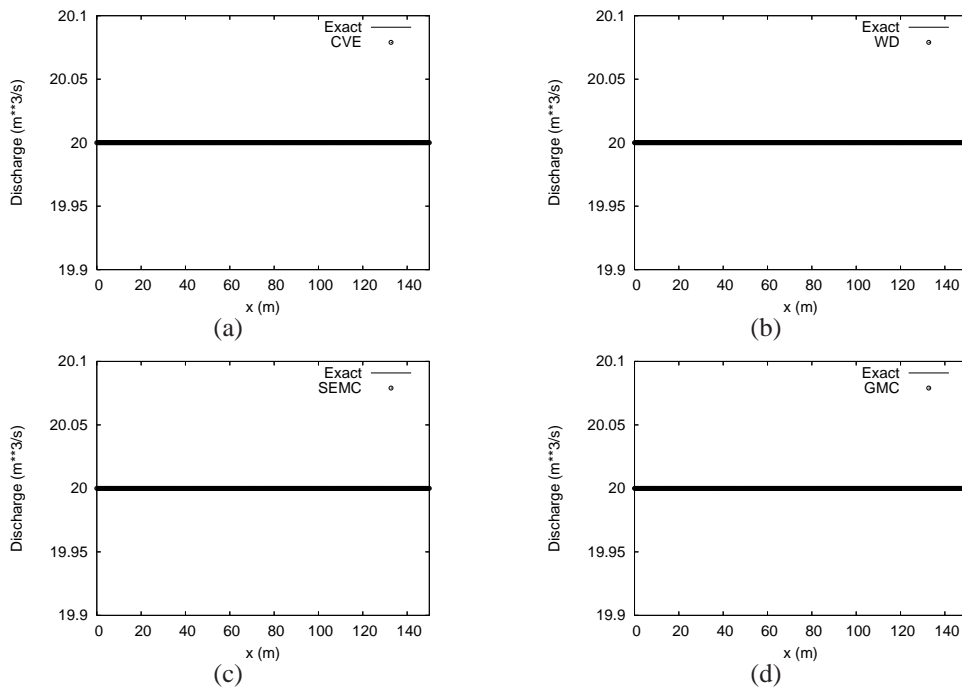 20.1
20.05
20
19.95
19.9
Discharge (m**3/s)
Exact
CVE
0 20 40 60 80 100 120 140
x (m)
(a)
20.1
20.05
20
19.95
19.9
Discharge (m**3/s)
Exact
WD
0 20 40 60 80 100 120 140
x (m)
(b)
20.1
20.05
20
19.95
19.9
Discharge (m**3/s)
Exact
SEMC
0 20 40 60 80 100 120 140
x (m)
(c)
20.1
20.05
20
19.95
19.9
Discharge (m**3/s)
Exact
GMC
0 20 40 60 80 100 120 140
x (m)
(d)